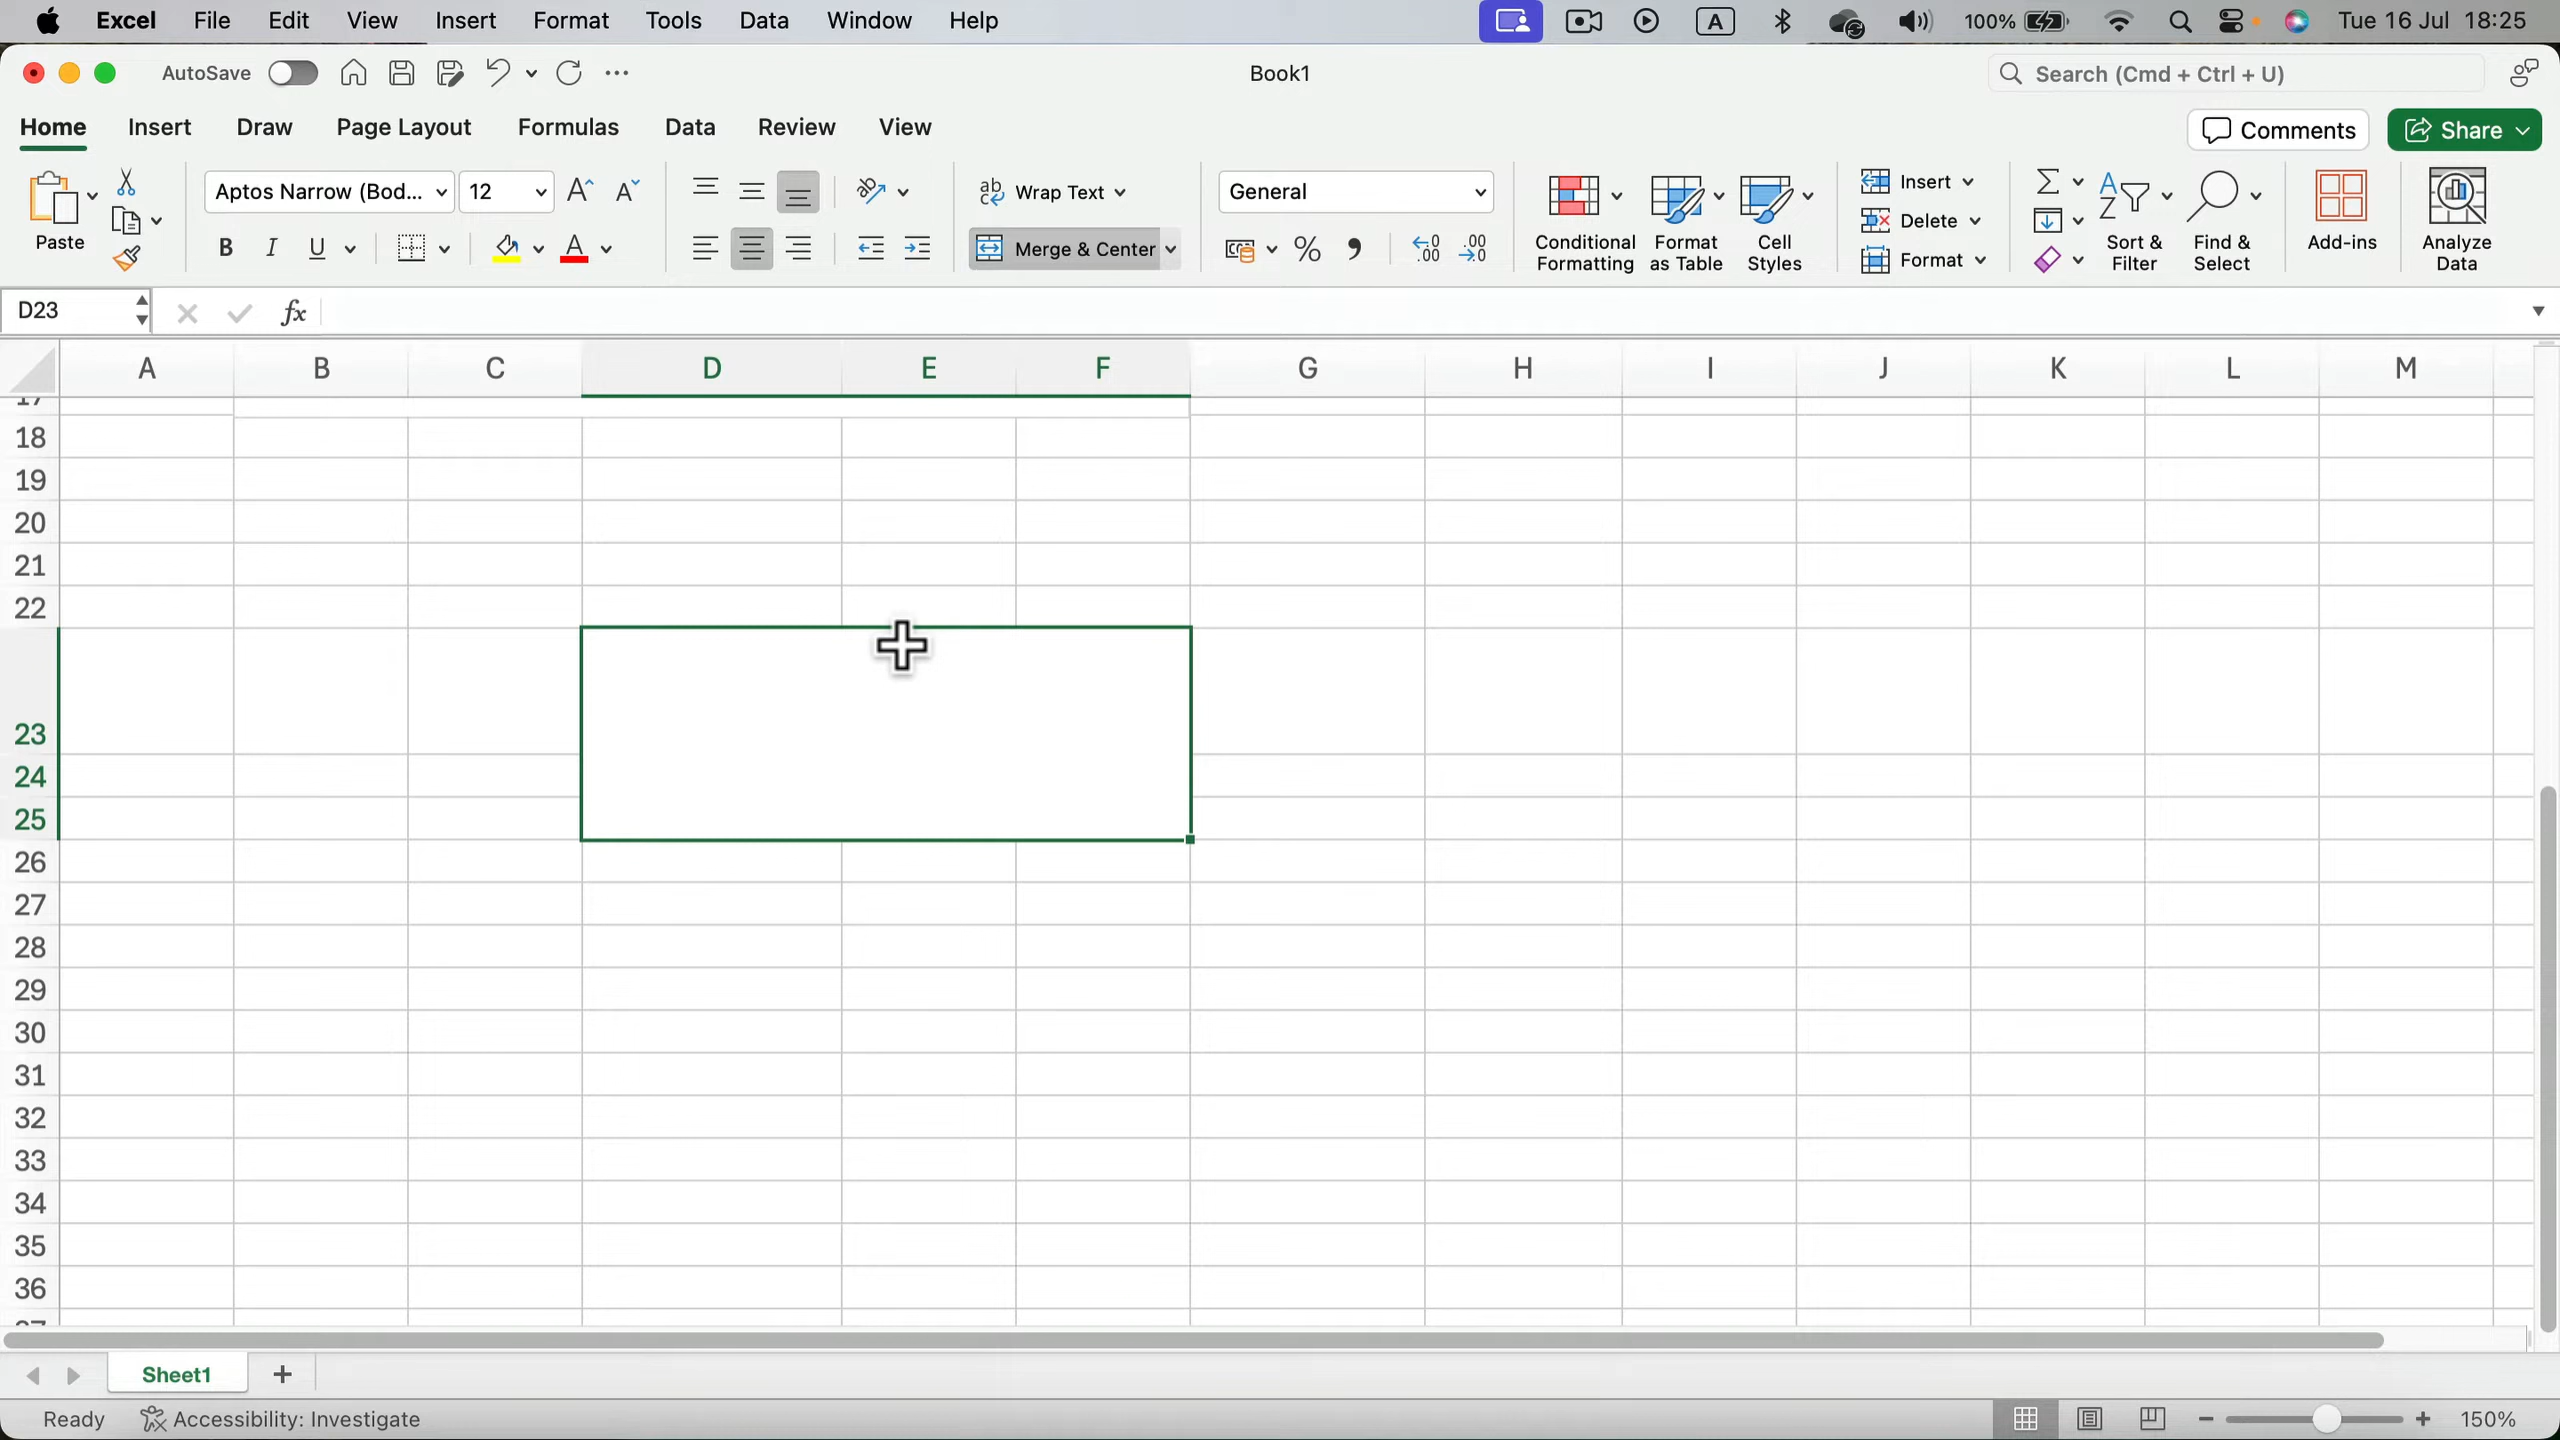 Excel File Edit View Insert Format Tools Data Window Help A 100% Tue 16 Jul 18:25
AutoSave Book1 Search (Cmd + Ctrl + U)
Home Insert Draw Page Layout Formulas Data Review View Comments Share
Paste Aptos Narrow (Bod... 12 A A ab c Wrap Text General Conditional Formatting Format as Table Cell Styles Insert Delete Format Sort & Filter Find & Select Add-ins Analyze Data
B I U A Merge & Center % 
D23 fx
A B C D E F G H I J K L M
17
18
19
20
21
22
23
24
25
26
27
28
29
30
31
32
33
34
35
36
Sheet1 +
Ready Accessibility: Investigate 150%